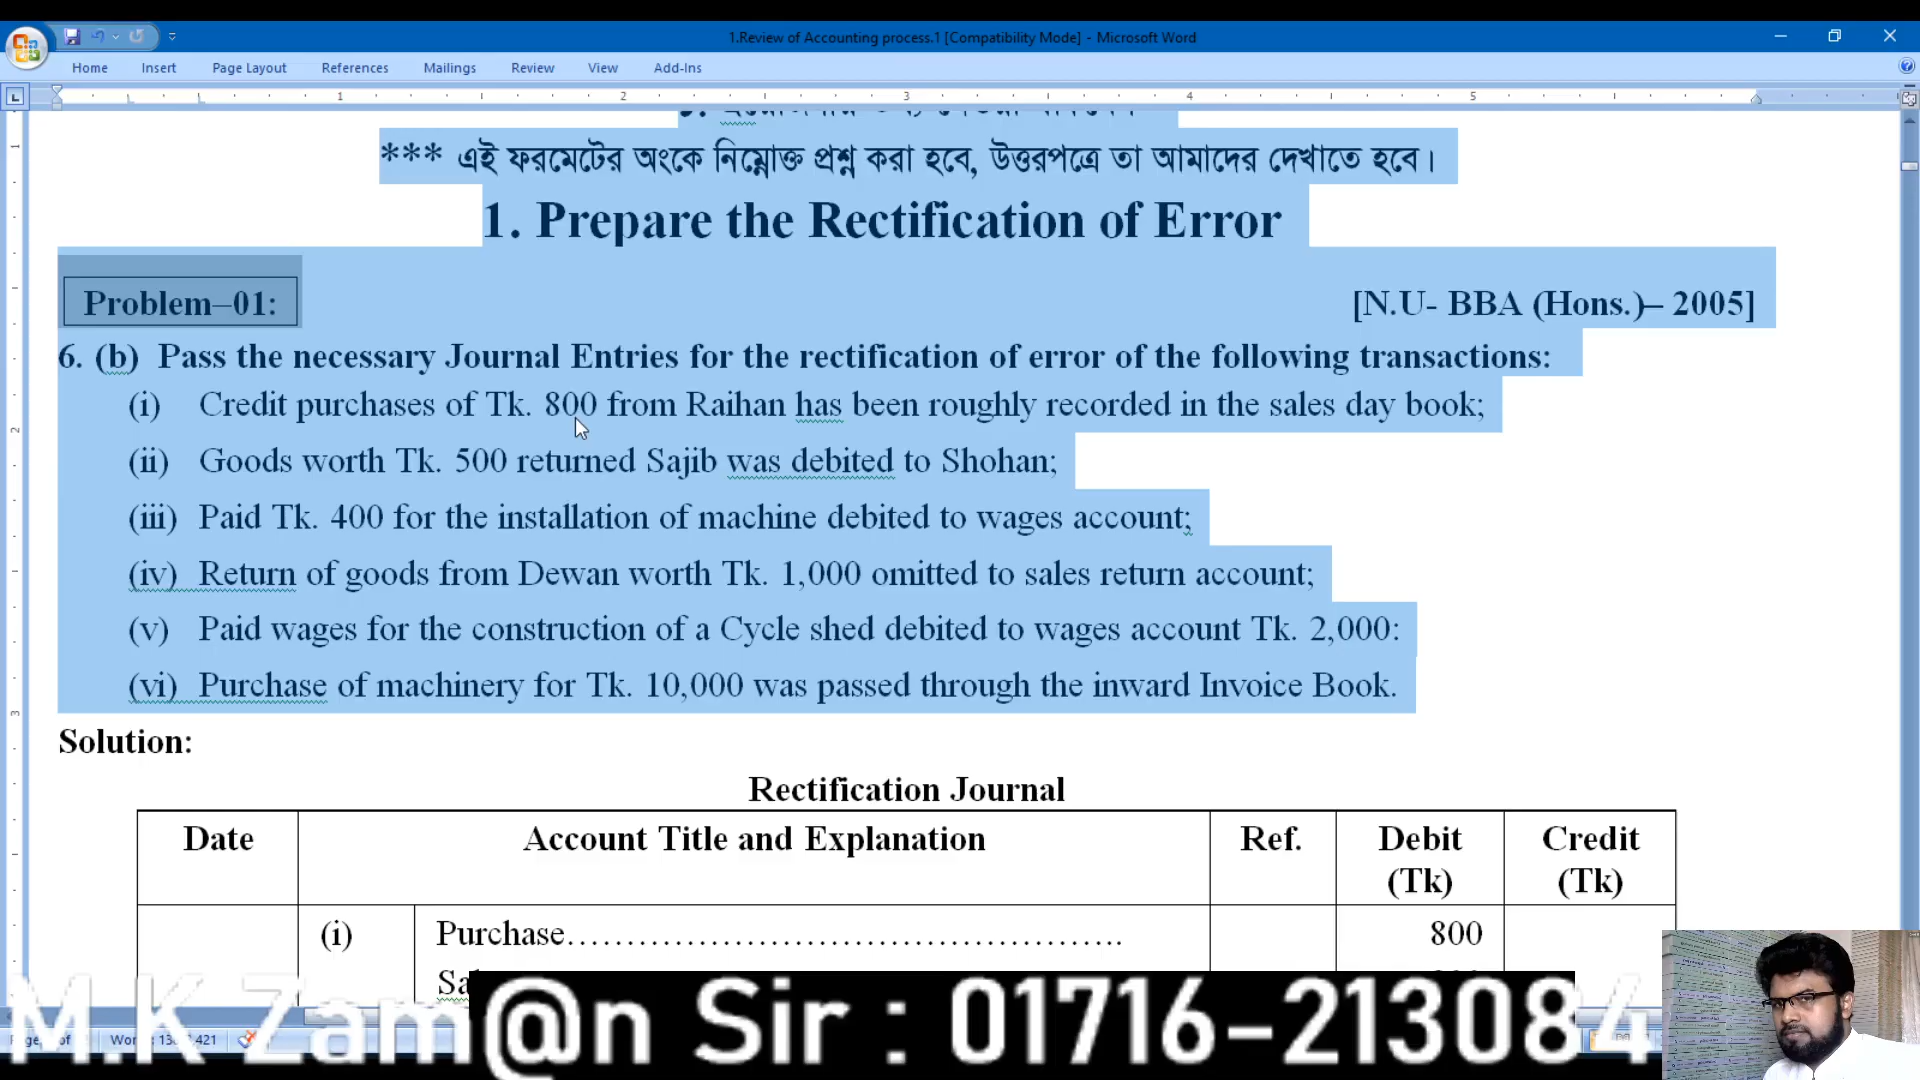 1.Review of Accounting process.1 [Compatibility Mode] - Microsoft Word
Home Insert Page Layout References Mailings Review View Add-Ins
1 2 3 4 5
*** এই ফরমেটের অংকে নিম্নোক্ত প্রশ্ন করা হবে, উত্তরপত্রে তা আমাদের দেখাতে হবে।
1. Prepare the Rectification of Error
Problem–01: [N.U- BBA (Hons.)– 2005]
6. (b) Pass the necessary Journal Entries for the rectification of error of the following transactions:
(i) Credit purchases of Tk. 800 from Raihan has been roughly recorded in the sales day book;
(ii) Goods worth Tk. 500 returned Sajib was debited to Shohan;
(iii) Paid Tk. 400 for the installation of machine debited to wages account;
(iv) Return of goods from Dewan worth Tk. 1,000 omitted to sales return account;
(v) Paid wages for the construction of a Cycle shed debited to wages account Tk. 2,000:
(vi) Purchase of machinery for Tk. 10,000 was passed through the inward Invoice Book.
Solution:
Rectification Journal
Date Account Title and Explanation Ref. Debit (Tk) Credit (Tk)
(i) Purchase…………………………………………….. 800
M.K Zam@n Sir : 01716-213084